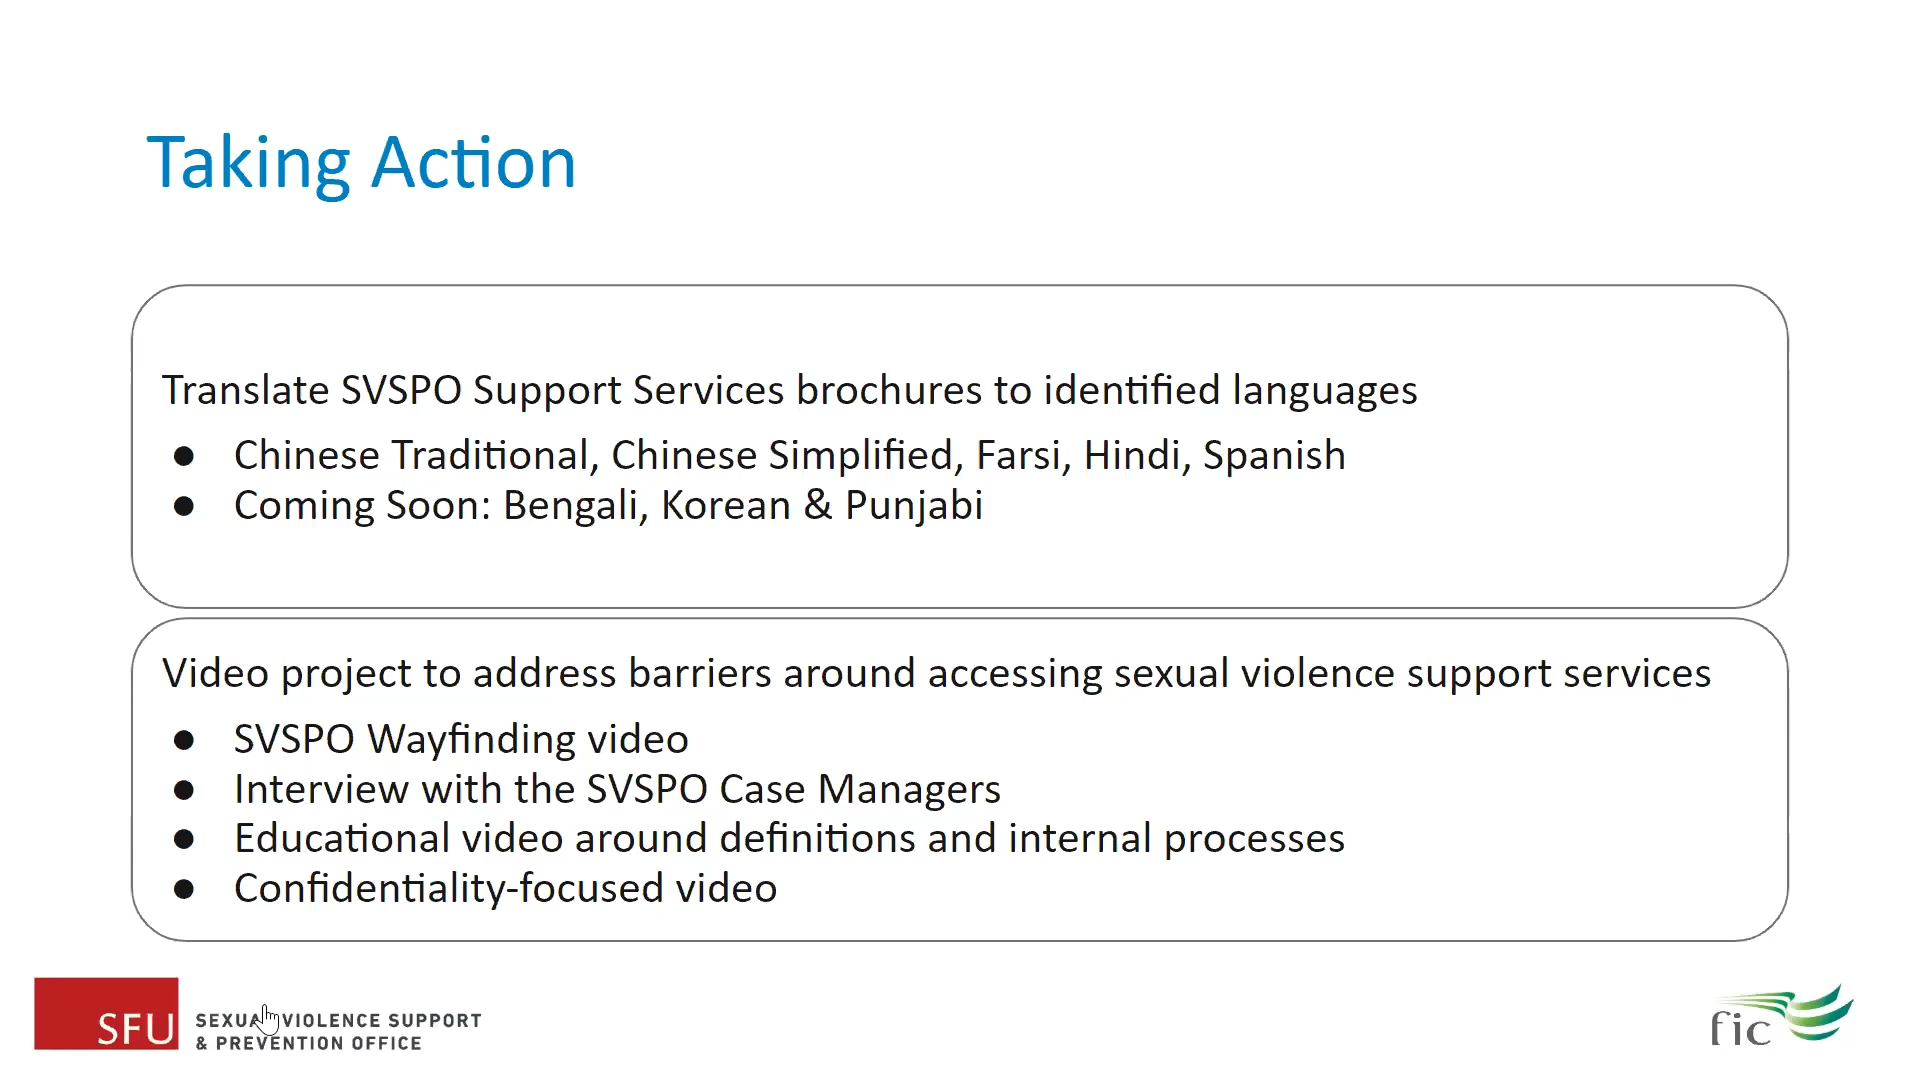 Taking Action
Translate SVSPO Support Services brochures to identified languages
● Chinese Traditional, Chinese Simplified, Farsi, Hindi, Spanish
● Coming Soon: Bengali, Korean & Punjabi
Video project to address barriers around accessing sexual violence support services
● SVSPO Wayfinding video
● Interview with the SVSPO Case Managers
● Educational video around definitions and internal processes
● Confidentiality-focused video
SFU
SEXUAL VIOLENCE SUPPORT
& PREVENTION OFFICE
fic